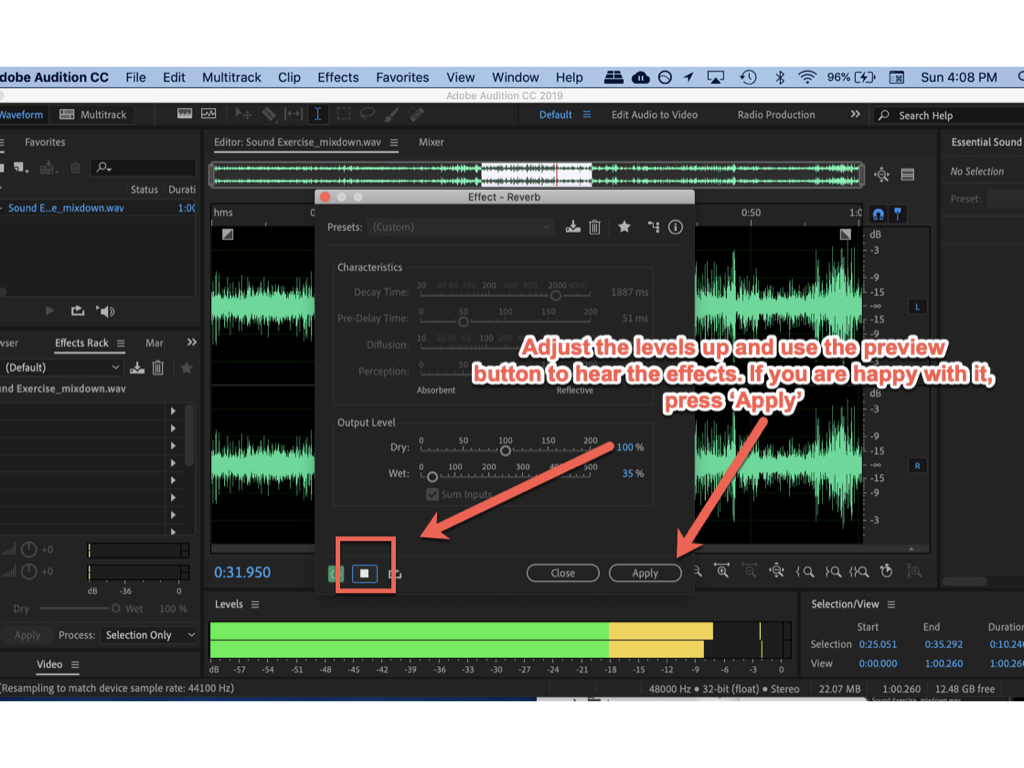 dobe Audition CC File Edit Multitrack Clip Effects Favorites View Window Help 96% Sun 4:08 PM
Adobe Audition CC 2019
Waveform Multitrack Default Edit Audio to Video Radio Production >> Search Help
Favorites
Editor: Sound Exercise_mixdown.wav Mixer
Essential Sound
No Selection
Status Durati
Preset:
Sound E...e_mixdown.wav 1:00
Effect - Reverb
hms 0:50 1:0
Presets: (Custom)
dB
-3
-9
-15
-∞
-15
-9
-3
L
Characteristics
Decay Time: 20 40 60 100 200 400 800 2000 4000 1887 ms
Pre-Delay Time: 0 50 100 150 200 51 ms
Diffusion: 10 20 30 50 100 200
Perception: 0
Absorbent Reflective
Adjust the levels up and use the preview
button to hear the effects. If you are happy with it,
press ‘Apply’
wser Effects Rack Mar >>
(Default)
nd Exercise_mixdown.wav
dB
-3
-9
-15
-∞
-15
-9
-3
R
Output Level
Dry: 0 50 100 150 200 100 %
Wet: 0 100 200 300 500 35 %
Sum Inputs
+0
+0
dB -36 0
Dry Wet 100 %
0:31.950
Close Apply
Apply Process: Selection Only
Video
Levels
dB -57 -54 -51 -48 -45 -42 -39 -36 -33 -30 -27 -24 -21 -18 -15 -12 -9 -6 -3 0
Selection/View
Start End Duration
Selection 0:25.051 0:35.292 0:10.24
View 0:00.000 1:00.260 1:00.26
(Resampling to match device sample rate: 44100 Hz)
48000 Hz • 32-bit (float) • Stereo 22.07 MB 1:00.260 12.48 GB free